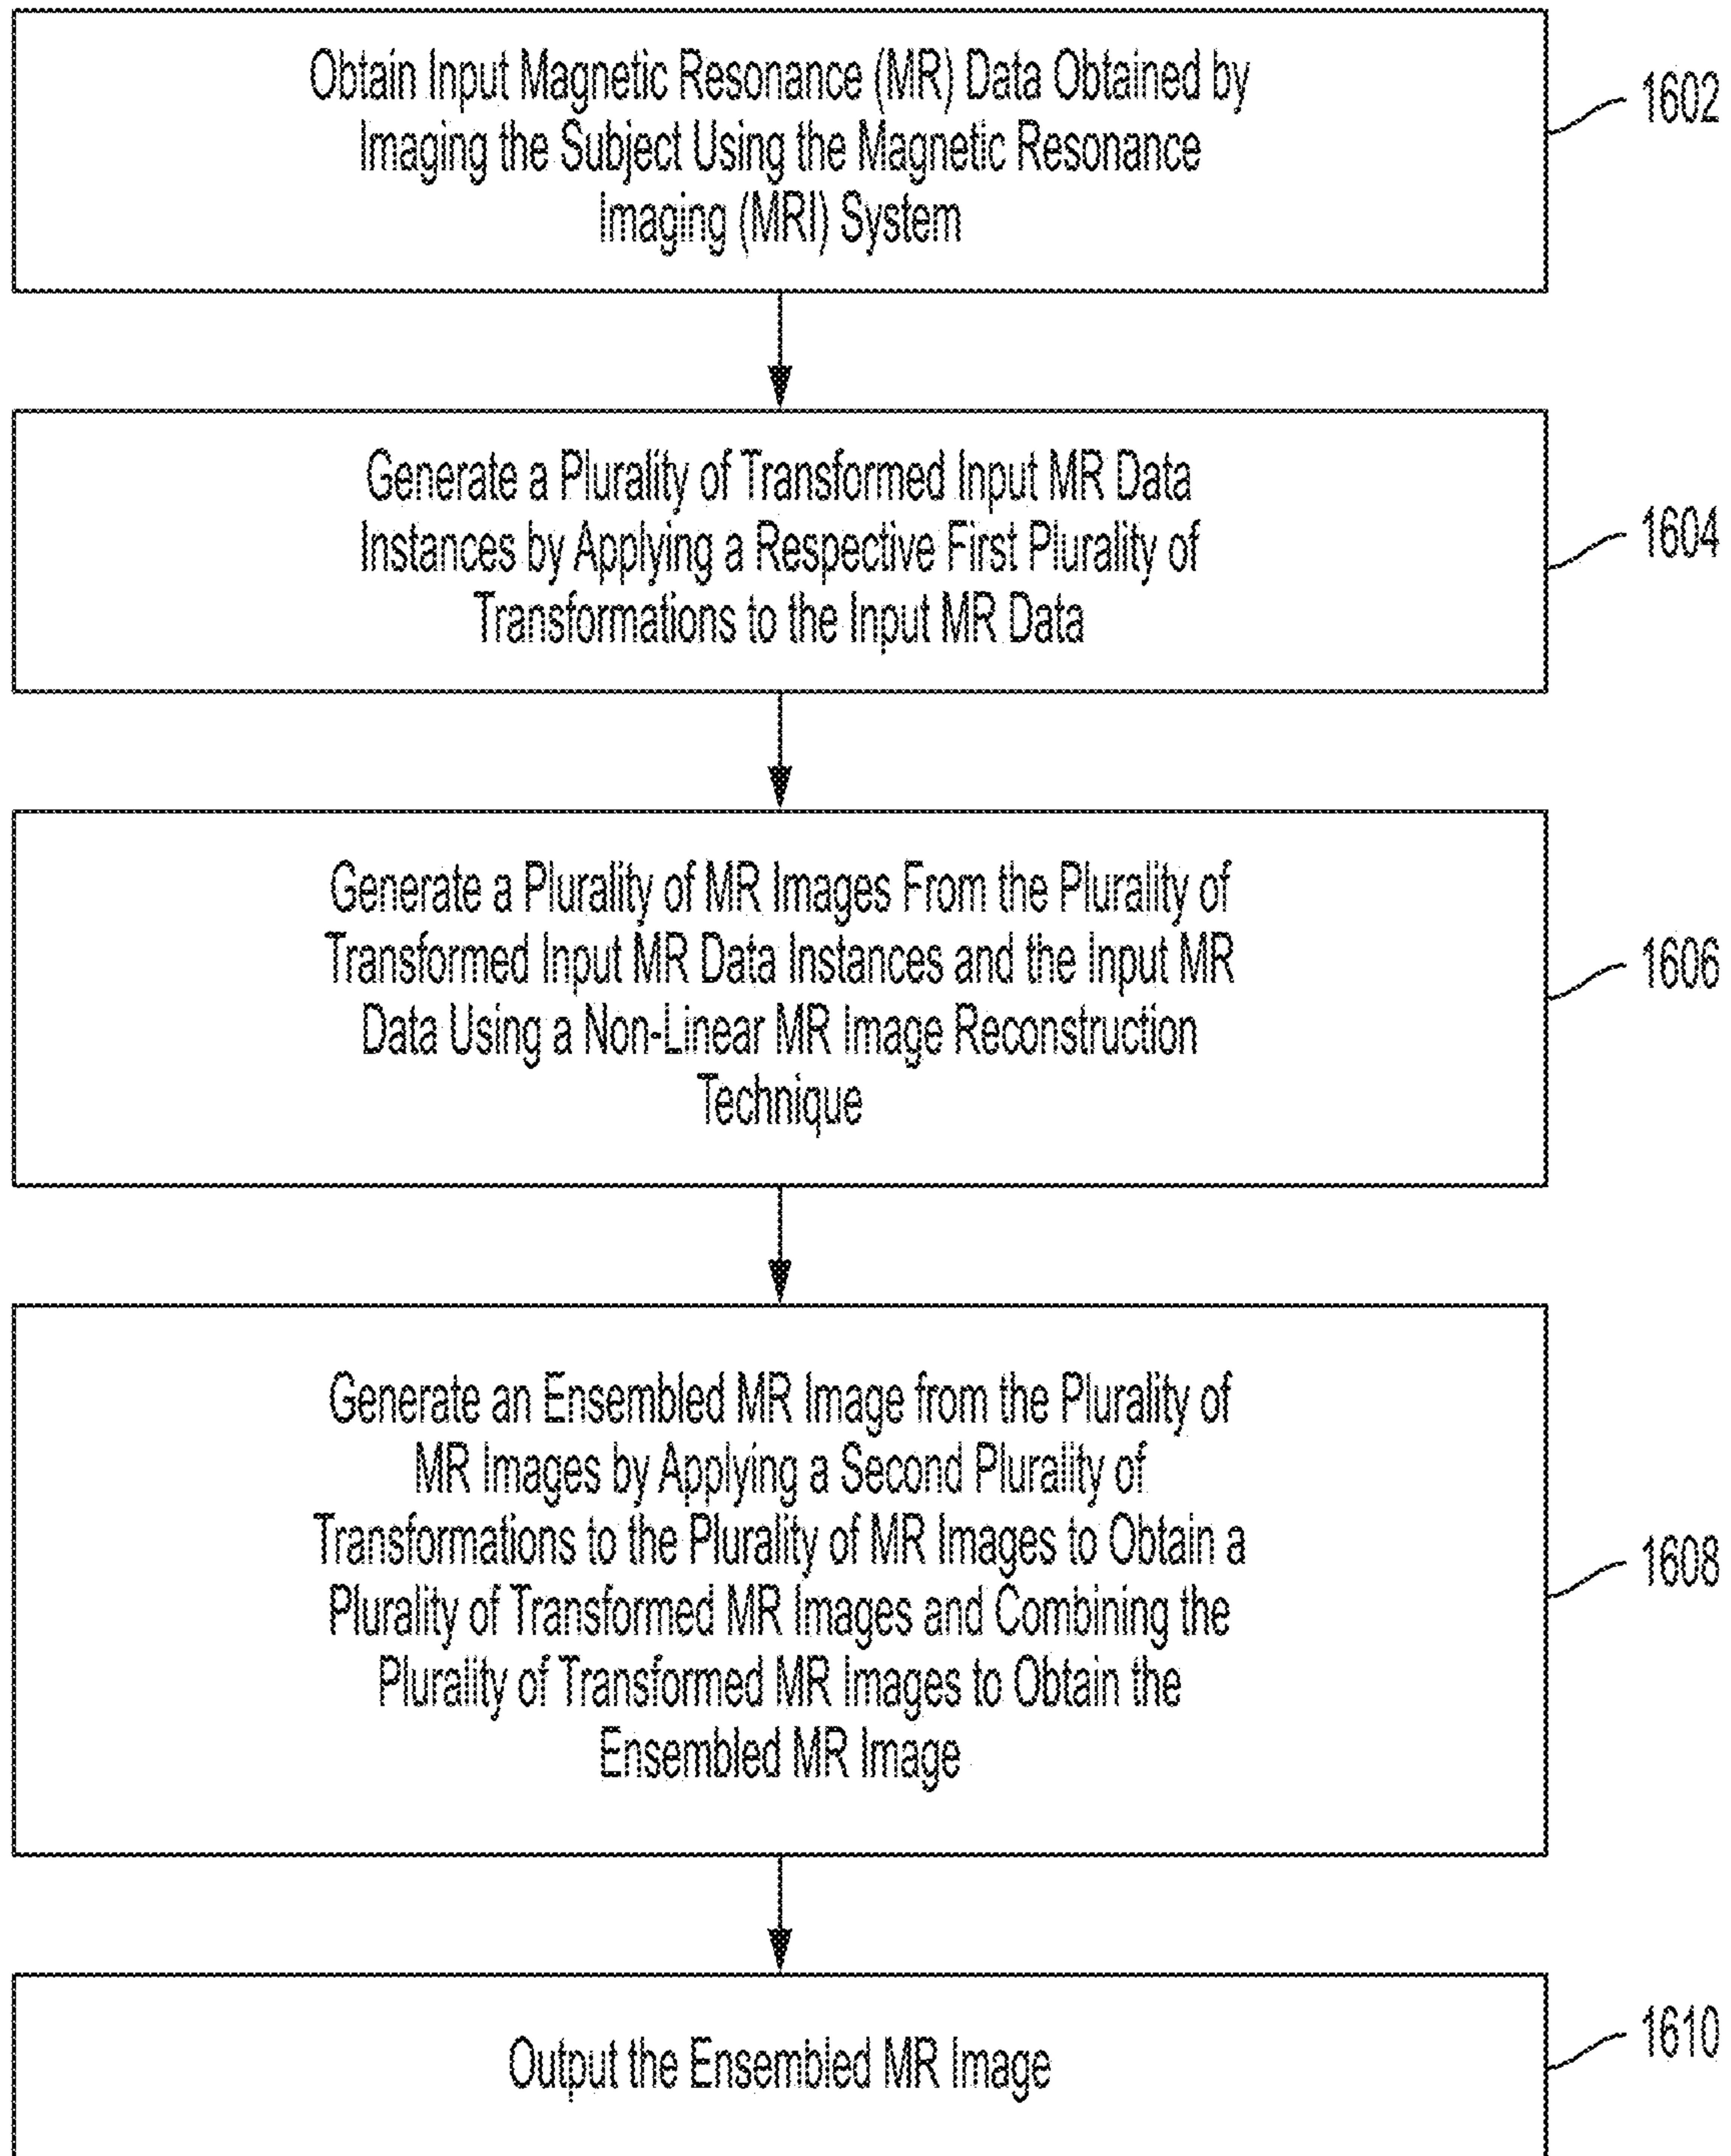 Obtain Input Magnetic Resonance (MR) Data Obtained by
Imaging the Subject Using the Magnetic Resonance
Imaging (MRI) System
1602
Generate a Plurality of Transformed Input MR Data
Instances by Applying a Respective First Plurality of
Transformations to the Input MR Data
1604
Generate a Plurality of MR Images From the Plurality of
Transformed Input MR Data Instances and the Input MR
Data Using a Non-Linear MR Image Reconstruction
Technique
1606
Generate an Ensembled MR Image from the Plurality of
MR Images by Applying a Second Plurality of
Transformations to the Plurality of MR Images to Obtain a
Plurality of Transformed MR Images and Combining the
Plurality of Transformed MR Images to Obtain the
Ensembled MR Image
1608
Output the Ensembled MR Image
1610